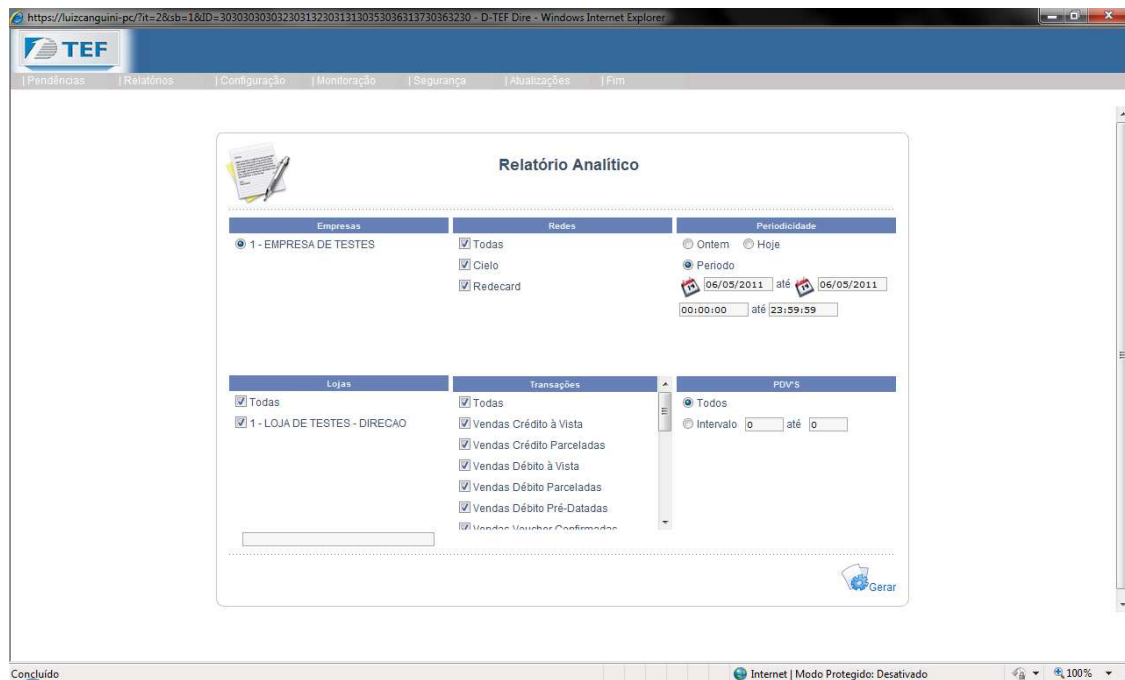 https://luizcanguini-pc/?it=2&sb=1&ID=303030303032303132303131303530363137303630 - D-TEF Dire - Windows Internet Explorer
TEF
| Pendências | Relatórios | Configuração | Monitoração | Segurança | Atualizações | Fim
Relatório Analítico
Empresas Redes Periodicidade
1 - EMPRESA DE TESTES Todas Ontem Hoje
Cielo Periodo
Redecard 06/05/2011 até 06/05/2011
00:00:00 até 23:59:59
Lojas Transações PDV'S
Todas Todas Todos
1 - LOJA DE TESTES - DIRECAO Vendas Crédito à Vista Intervalo 0 até 0
Vendas Crédito Parceladas
Vendas Débito à Vista
Vendas Débito Parceladas
Vendas Débito Pré-Datadas
Vendas Voucher Confirmadas
Gerar
Concluído Internet | Modo Protegido: Desativado 100%